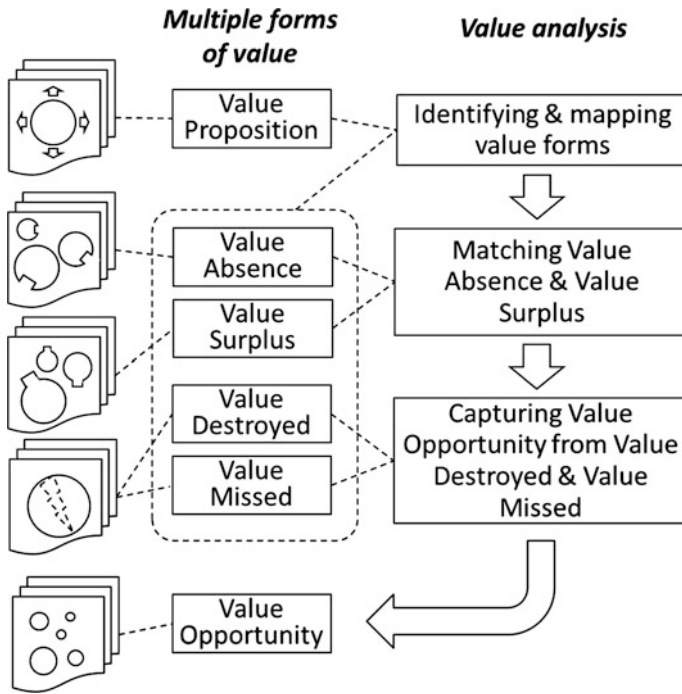 Multiple forms
of value
Value analysis
Value
Proposition
Identifying & mapping
value forms
Value
Absence
Matching Value
Absence & Value
Surplus
Value
Surplus
Value
Destroyed
Capturing Value
Opportunity from Value
Destroyed & Value
Missed
Value
Missed
Value
Opportunity